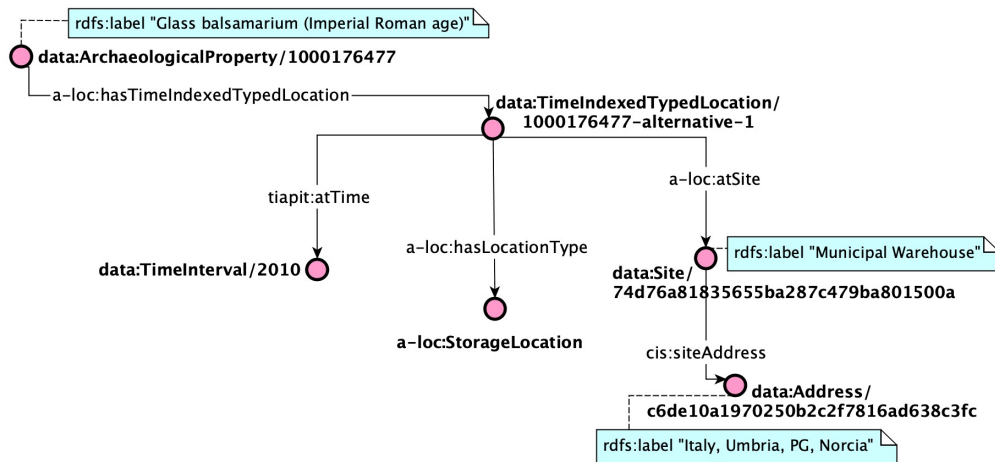 rdfs:label "Glass balsamarium (Imperial Roman age)"
data:ArchaeologicalProperty/1000176477
a-loc:hasTimeIndexedTypedLocation
data:TimeIndexedTypedLocation/
1000176477-alternative-1
a-loc:atSite
tiapit:atTime
a-loc:hasLocationType
rdfs:label "Municipal Warehouse"
data:TimeInterval/2010
data:Site/
74d76a81835655ba287c479ba801500a
a-loc:StorageLocation
cis:siteAddress
data:Address/
c6de10a1970250b2c2f7816ad638c3fc
rdfs:label "Italy, Umbria, PG, Norcia"